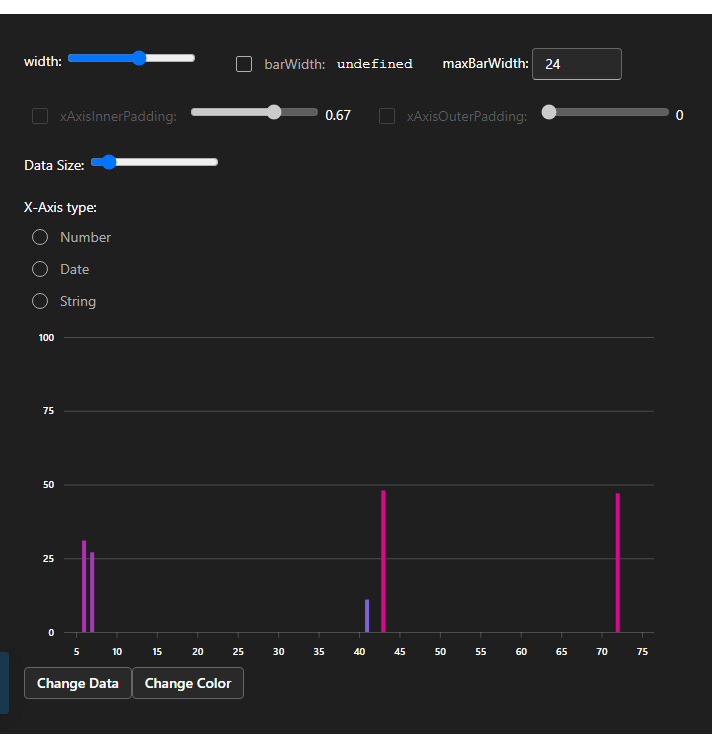 width: barWidth: undefined maxBarWidth: 24
xAxisInnerPadding: 0.67 xAxisOuterPadding: 0
Data Size:
X-Axis type:
Number
Date
String
100
75
50
25
0
5 10 15 20 25 30 35 40 45 50 55 60 65 70 75
Change Data Change Color